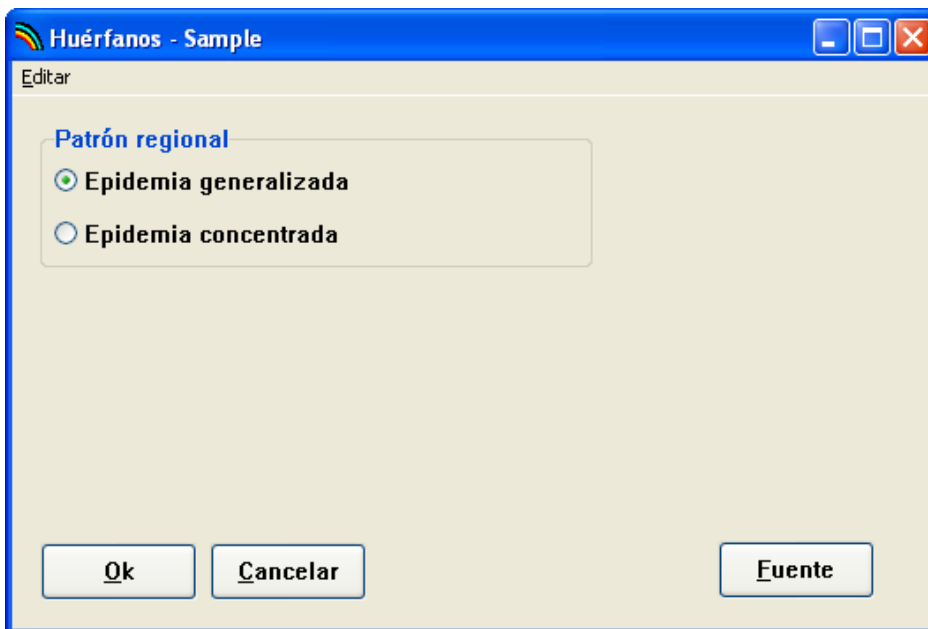 Huérfanos - Sample
Editar
Patrón regional
Epidemia generalizada
Epidemia concentrada
Ok Cancelar Fuente